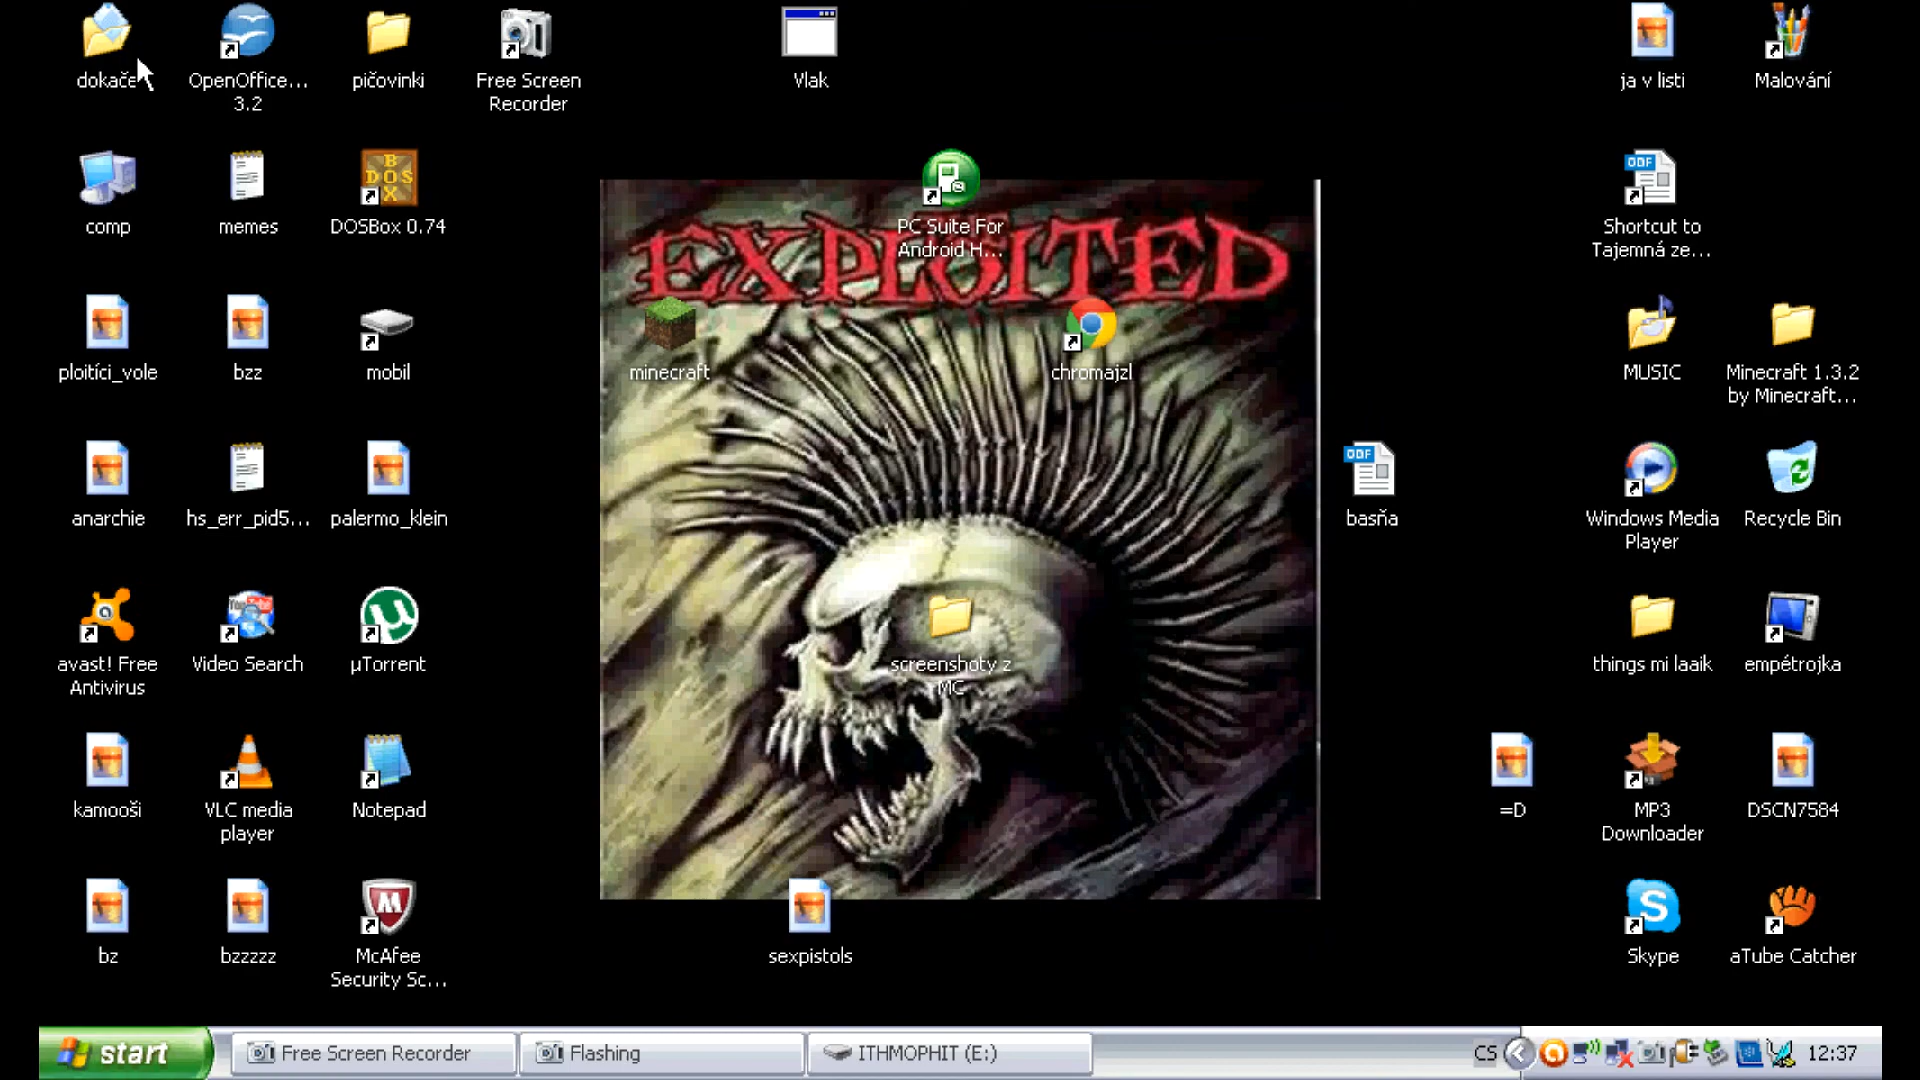 dokače
OpenOffice...
3.2
pičovinki
Free Screen
Recorder
Vlak
ja v listi
Malování
comp
memes
DOSBox 0.74
PC Suite For
Android H...
Shortcut to
Tajemná ze...
EXPLOITED
ploitíci_vole
bzz
mobil
minecraft
chromajzl
MUSIC
Minecraft 1.3.2
by Minecraft...
anarchie
hs_err_pid5...
palermo_klein
basňa
Windows Media
Player
Recycle Bin
avast! Free
Antivirus
Video Search
µTorrent
screenshoty z
MC
things mi laaik
empétrojka
kamooši
VLC media
player
Notepad
=D
MP3
Downloader
DSCN7584
bz
bzzzzz
McAfee
Security Sc...
sexpistols
Skype
aTube Catcher
start
Free Screen Recorder
Flashing
ITHMOPHIT (E:)
CS
12:37